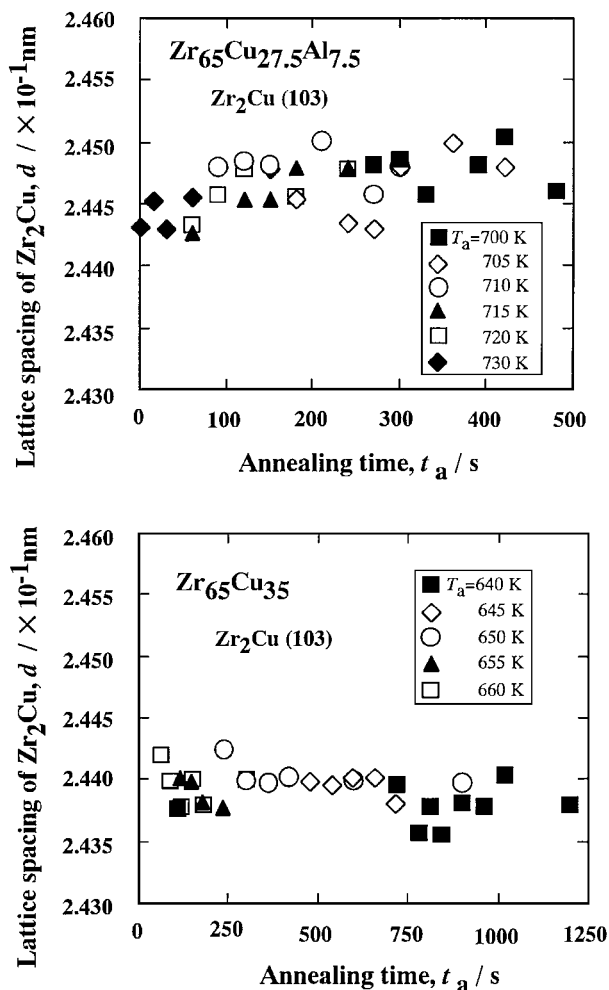 2.460
2.455
2.450
2.445
2.440
2.435
2.430
Lattice spacing of Zr2Cu, d / ×10-1nm
Zr65Cu27.5Al7.5
Zr2Cu (103)
Ta=700 K
705 K
710 K
715 K
720 K
730 K
0 100 200 300 400 500
Annealing time, ta / s
2.460
2.455
2.450
2.445
2.440
2.435
2.430
Lattice spacing of Zr2Cu, d / ×10-1nm
Zr65Cu35
Zr2Cu (103)
Ta=640 K
645 K
650 K
655 K
660 K
0 250 500 750 1000 1250
Annealing time, ta / s